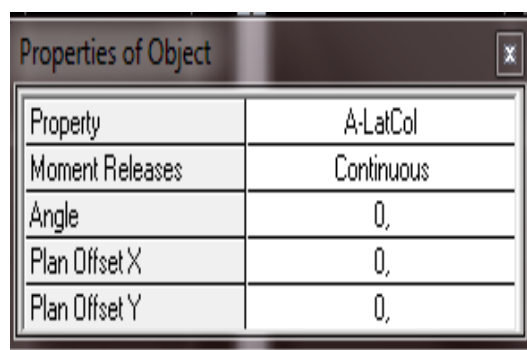 Properties of Object
x
Property A-LatCol
Moment Releases Continuous
Angle 0,
Plan Offset X 0,
Plan Offset Y 0,